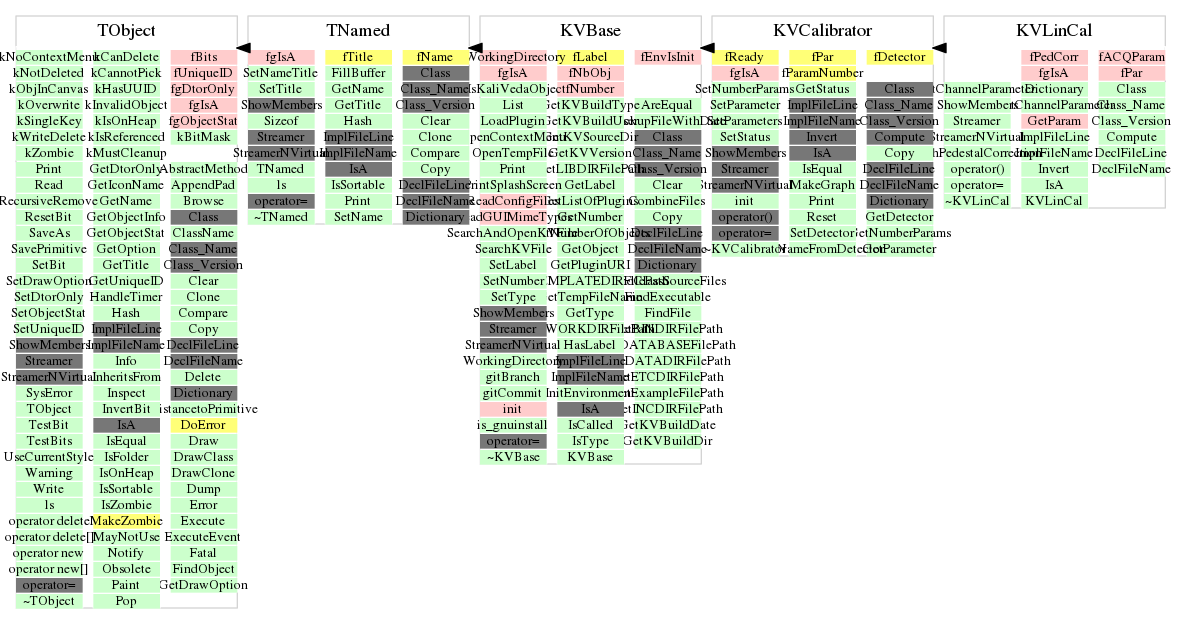 TObject
kNoContextMenu kCanDelete fBits
kNotDeleted kCannotPick fUniqueID
kObjInCanvas kHasUUID fgDtorOnly
kOverwrite kInvalidObject fgIsA
kSingleKey kIsOnHeap fgObjectStat
kWriteDelete kIsReferenced kBitMask
kZombie kMustCleanup
Print GetDtorOnly AbstractMethod
Read GetIconName AppendPad
RecursiveRemove GetName Browse
ResetBit GetObjectInfo Class
SaveAs GetObjectStat ClassName
SavePrimitive GetOption Class_Name
SetBit GetTitle Class_Version
SetDrawOption GetUniqueID Clear
SetDtorOnly HandleTimer Clone
SetObjectStat Hash Compare
SetUniqueID ImplFileLine Copy
ShowMembers ImplFileName DeclFileLine
Streamer Info DeclFileName
StreamerNVirtual InheritsFrom Delete
SysError Inspect Dictionary
TObject InvertBit istancetoPrimitive
TestBit IsA DoError
TestBits IsEqual Draw
UseCurrentStyle IsFolder DrawClass
Warning IsOnHeap DrawClone
Write IsSortable Dump
ls IsZombie Error
operator delete MakeZombie Execute
operator delete[] MayNotUse ExecuteEvent
operator new Notify Fatal
operator new[] Obsolete FindObject
operator= Paint GetDrawOption
~TObject Pop
TNamed
fgIsA fTitle fName
SetNameTitle FillBuffer Class
SetTitle GetName Class_Name
ShowMembers GetTitle Class_Version
Sizeof Hash Clear
Streamer ImplFileLine Clone
StreamerNVirtual ImplFileName Compare
TNamed IsA Copy
ls IsSortable DeclFileLine
operator= Print DeclFileName
~TNamed SetName Dictionary
KVBase
WorkingDirectory fLabel fEnvIsInit
fgIsA fNbObj
IsKaliVedaObject fNumber
List GetKVBuildType AreEqual
LoadPlugin GetKVBuildUser BackupFileWithDate
OpenContextMenu GetKVSourceDir Class
OpenTempFile GetKVVersion Class_Name
Print GetLIBDIRFilePath Class_Version
PrintSplashScreen GetLabel Clear
ReadConfigFiles GetListOfPlugins CombineFiles
ReadGUIMimeTypes GetNumber Copy
SearchAndOpenKVFile GetNumberOfObjects DeclFileLine
SearchKVFile GetObject DeclFileName
SetLabel GetPluginURI Dictionary
SetNumber MPLATEDIRFilePath FindClassSourceFiles
SetType GetTempFileName FindExecutable
ShowMembers GetType FindFile
Streamer WORKDIRFilePath BINDIRFilePath
StreamerNVirtual HasLabel DATABASEFilePath
WorkingDirectory ImplFileLine DATADIRFilePath
gitBranch ImplFileName GetETCDIRFilePath
gitCommit InitEnvironment GetExampleFilePath
init IsA GetINCDIRFilePath
is_gnuinstall IsCalled GetKVBuildDate
operator= IsType GetKVBuildDir
~KVBase KVBase
KVCalibrator
fReady fPar fDetector
fgIsA fParamNumber
SetNumberParams GetStatus Class
SetParameter ImplFileLine Class_Name
SetParameters ImplFileName Class_Version
SetStatus Invert Compute
ShowMembers IsA Copy
Streamer IsEqual DeclFileLine
StreamerNVirtual MakeGraph DeclFileName
init Print Dictionary
operator() Reset GetDetector
operator= SetDetector GetNumberParams
~KVCalibrator NameFromDetector GetParameter
KVLinCal
fPedCorr fACQParam
fgIsA fPar
ChannelParameter Dictionary Class
ShowMembers ChannelParameter Class_Name
Streamer GetParam Class_Version
StreamerNVirtual ImplFileLine Compute
hPedestalCorrection ImplFileName DeclFileLine
operator() Invert DeclFileName
operator= IsA
~KVLinCal KVLinCal